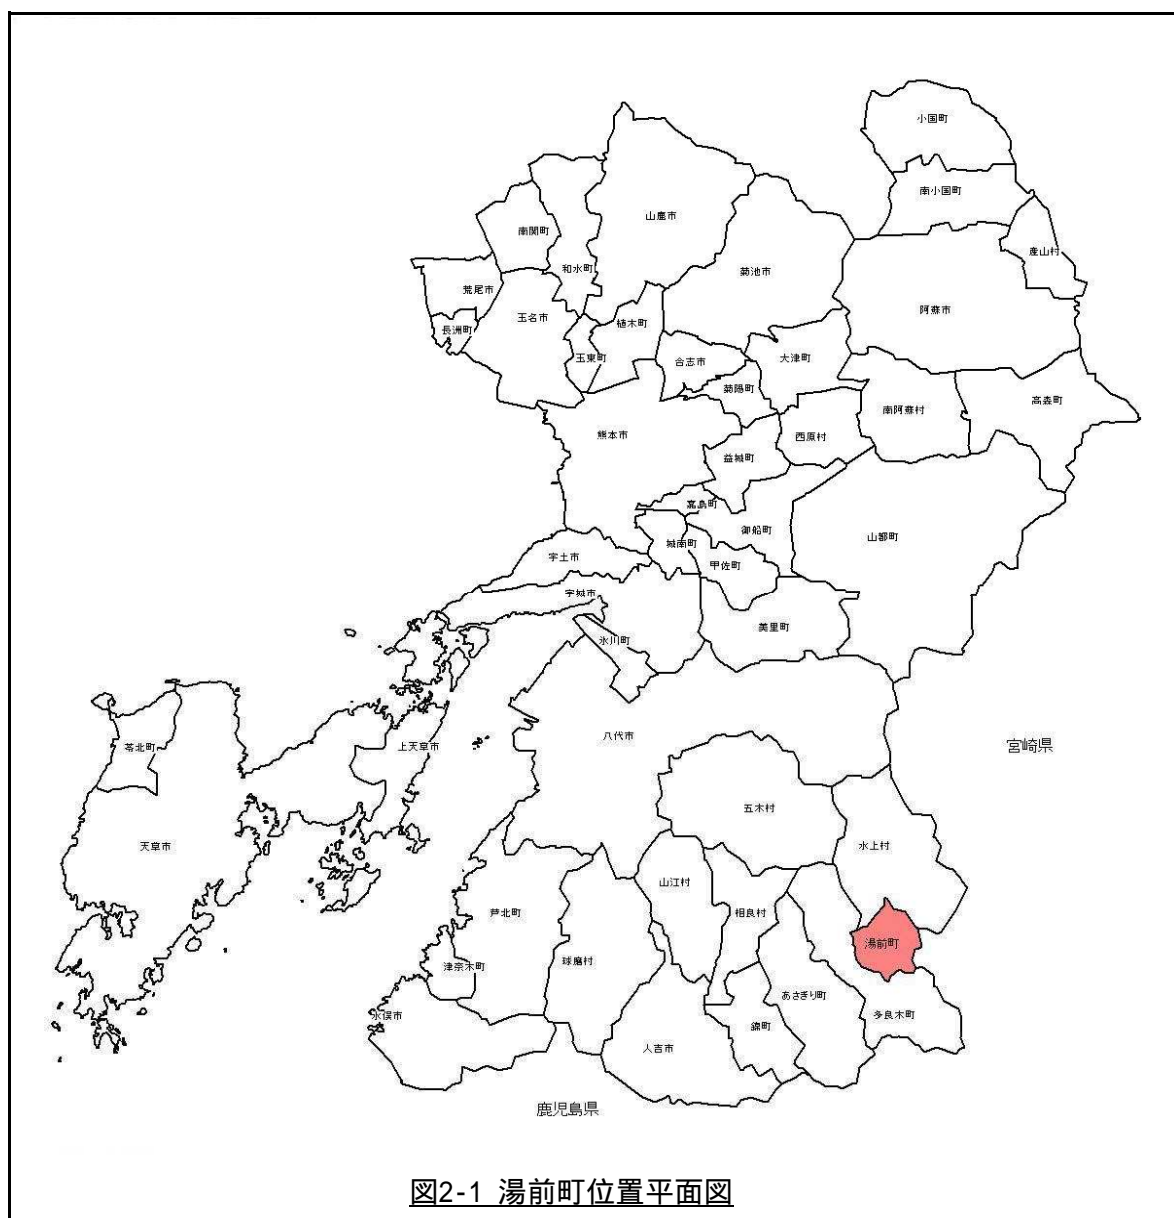 小国町
南小国町
産山村
山鹿市
南関町
和水町
菊池市
荒尾市
阿蘇市
玉名市
長洲町
植木町
玉東町
合志市
大津町
菊陽町
高森町
南阿蘇村
熊本市
西原村
益城町
嘉島町
御船町
山都町
城南町
宇土市
甲佐町
宇城市
美里町
氷川町
八代市
上天草市
苓北町
宮崎県
五木村
天草市
水上村
山江村
芦北町
相良村
湯前町
球磨村
津奈木町
あさぎり町
水俣市
多良木町
錦町
人吉市
鹿児島県
図2-1 湯前町位置平面図